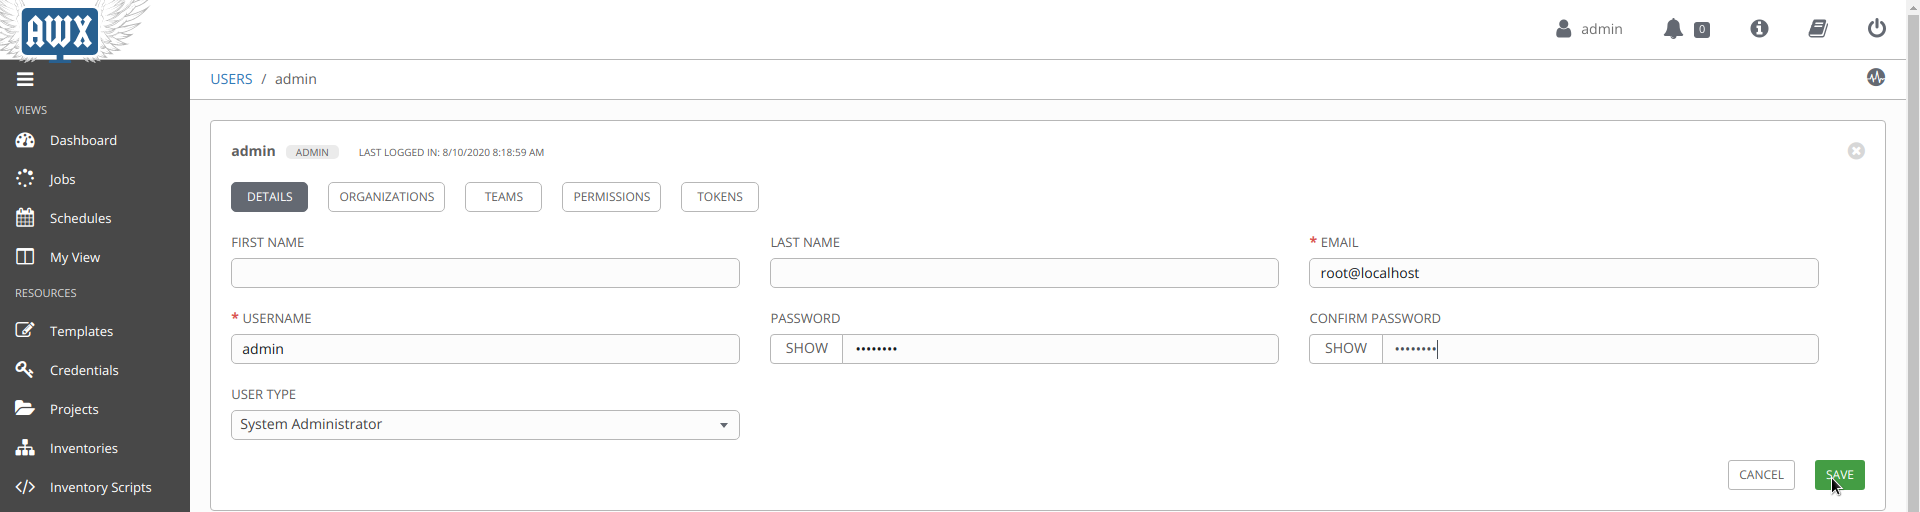 AWX
admin
0
VIEWS
Dashboard
Jobs
Schedules
My View
RESOURCES
Templates
Credentials
Projects
Inventories
Inventory Scripts
USERS / admin
admin ADMIN LAST LOGGED IN: 8/10/2020 8:18:59 AM
DETAILS ORGANIZATIONS TEAMS PERMISSIONS TOKENS
FIRST NAME LAST NAME * EMAIL
root@localhost
* USERNAME PASSWORD CONFIRM PASSWORD
admin SHOW •••••••• SHOW ••••••••
USER TYPE
System Administrator
CANCEL SAVE